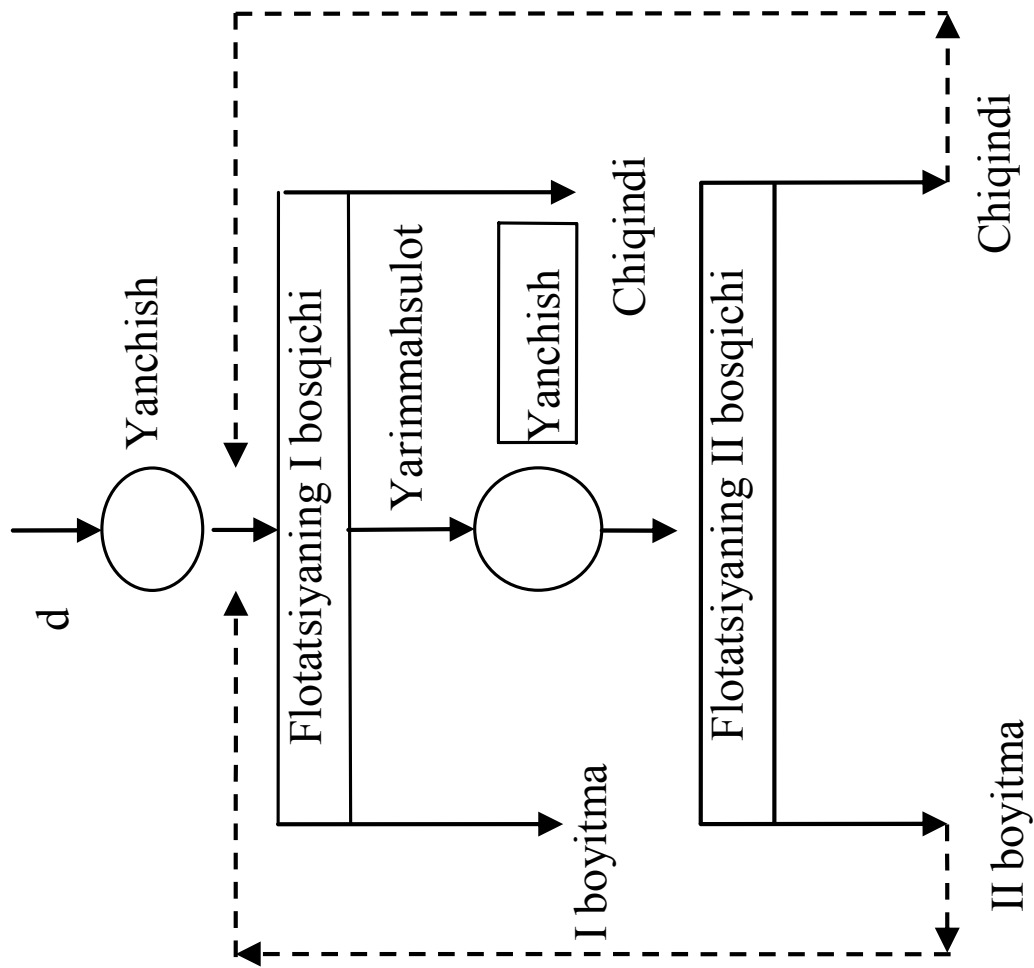 d
Yanchish
Flotatsiyaning I bosqichi
Yarimmahsulot
Yanchish
I boyitma
Chiqindi
Flotatsiyaning II bosqichi
II boyitma
Chiqindi